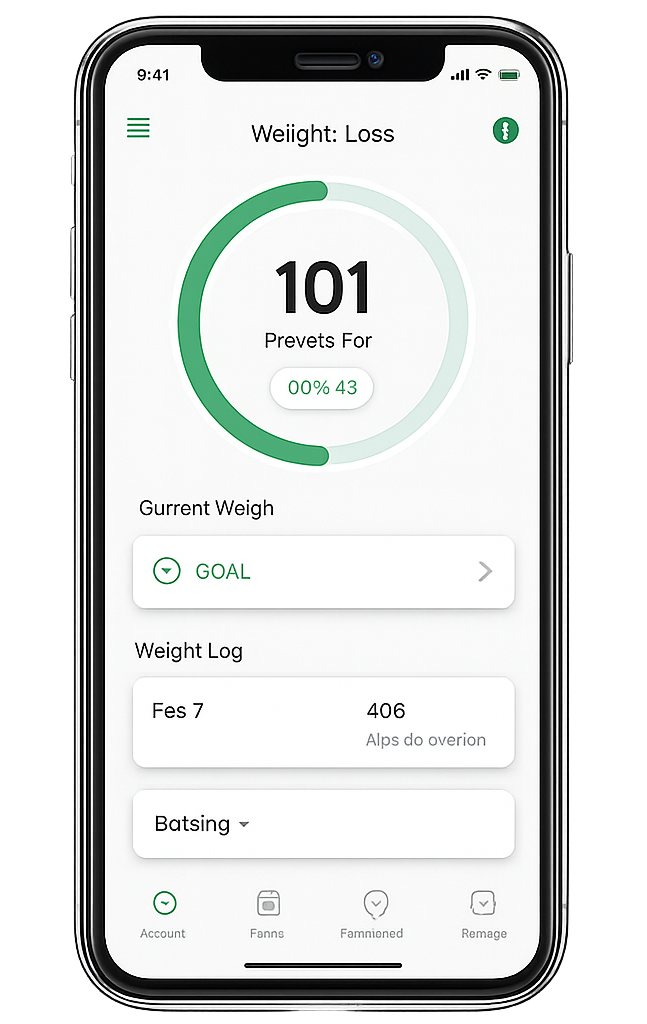 9:41
Weiight: Loss
101
Prevets For
00% 43
Gurrent Weigh
GOAL
Weight Log
Fes 7
406
Alps do overion
Batsing
Account
Fanns
Famnianed
Remage